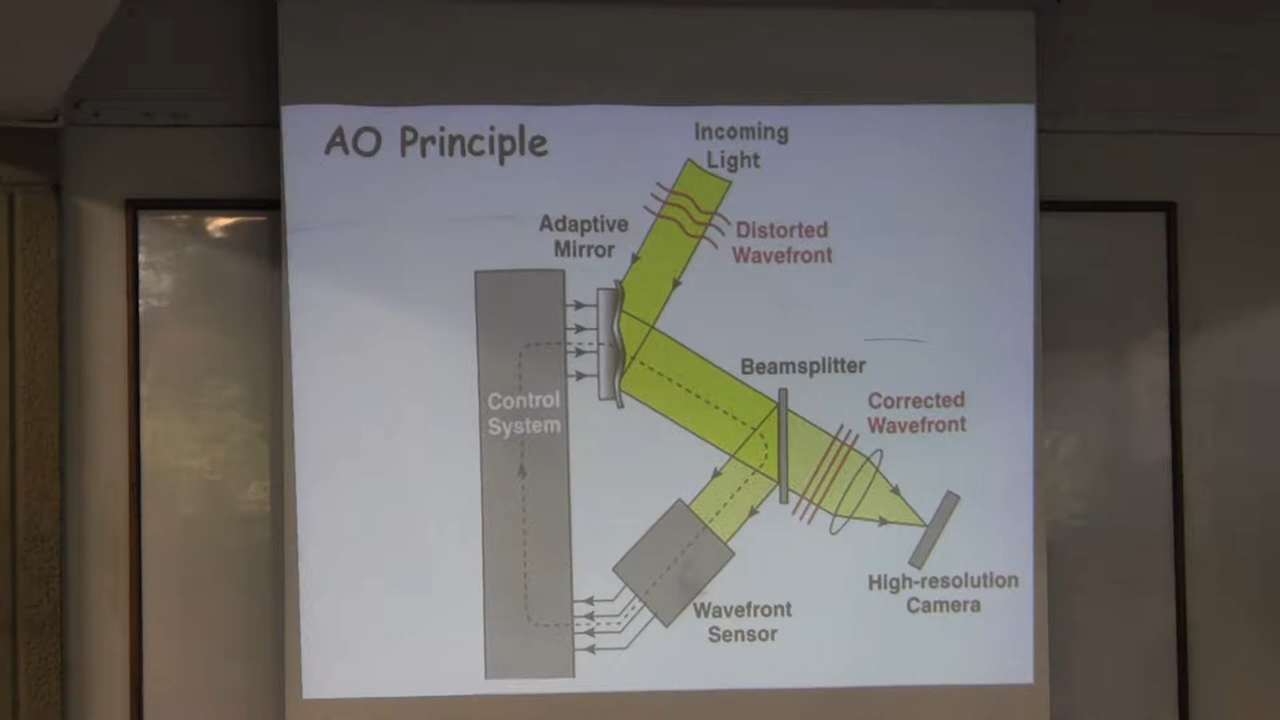 AO Principle
Incoming
Light
Adaptive
Mirror
Distorted
Wavefront
Beamsplitter
Control
System
Corrected
Wavefront
High-resolution
Camera
Wavefront
Sensor